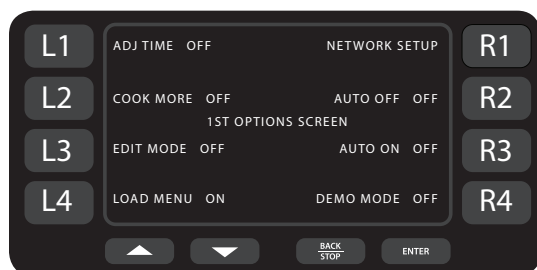 L1 ADJ TIME OFF NETWORK SETUP R1
L2 COOK MORE OFF AUTO OFF OFF R2
1ST OPTIONS SCREEN
L3 EDIT MODE OFF AUTO ON OFF R3
L4 LOAD MENU ON DEMO MODE OFF R4
BACK
STOP
ENTER